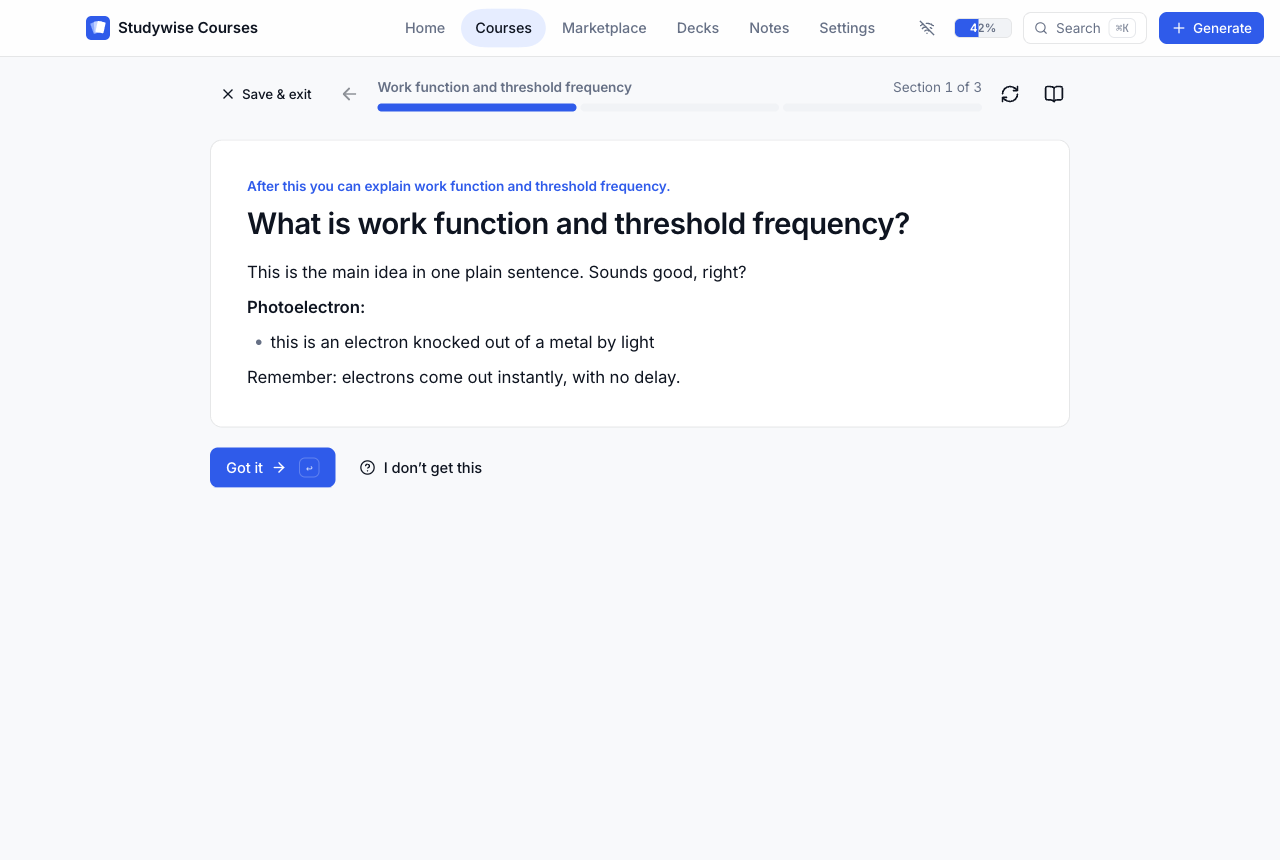 Studywise Courses
Home
Courses
Marketplace
Decks
Notes
Settings
42%
Search
⌘K
Generate
Save & exit
Work function and threshold frequency
Section 1 of 3
After this you can explain work function and threshold frequency.
What is work function and threshold frequency?
This is the main idea in one plain sentence. Sounds good, right?
Photoelectron:
• this is an electron knocked out of a metal by light
Remember: electrons come out instantly, with no delay.
Got it → ↵
I don’t get this